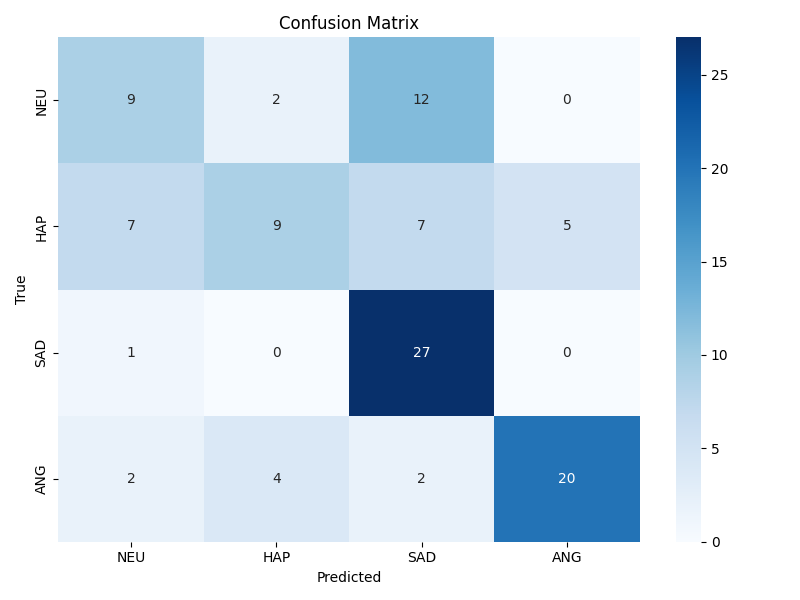 Confusion Matrix
NEU 9 2 12 0
HAP 7 9 7 5
SAD 1 0 27 0
ANG 2 4 2 20
NEU HAP SAD ANG
Predicted
True
25
20
15
10
5
0